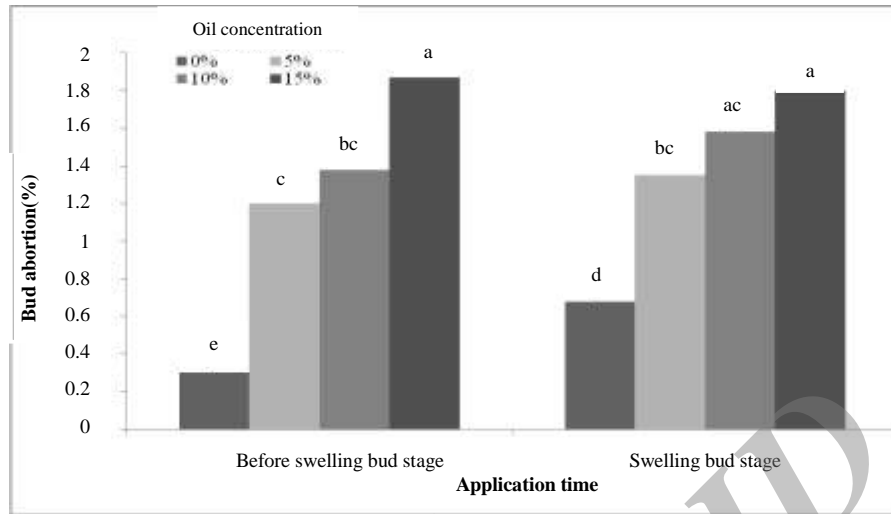 Oil concentration
0% 5%
10% 15%
2
1.8
1.6
1.4
1.2
1
0.8
0.6
0.4
0.2
0
Bud abortion(%)
e
c
bc
a
d
bc
ac
a
Before swelling bud stage
Swelling bud stage
Application time